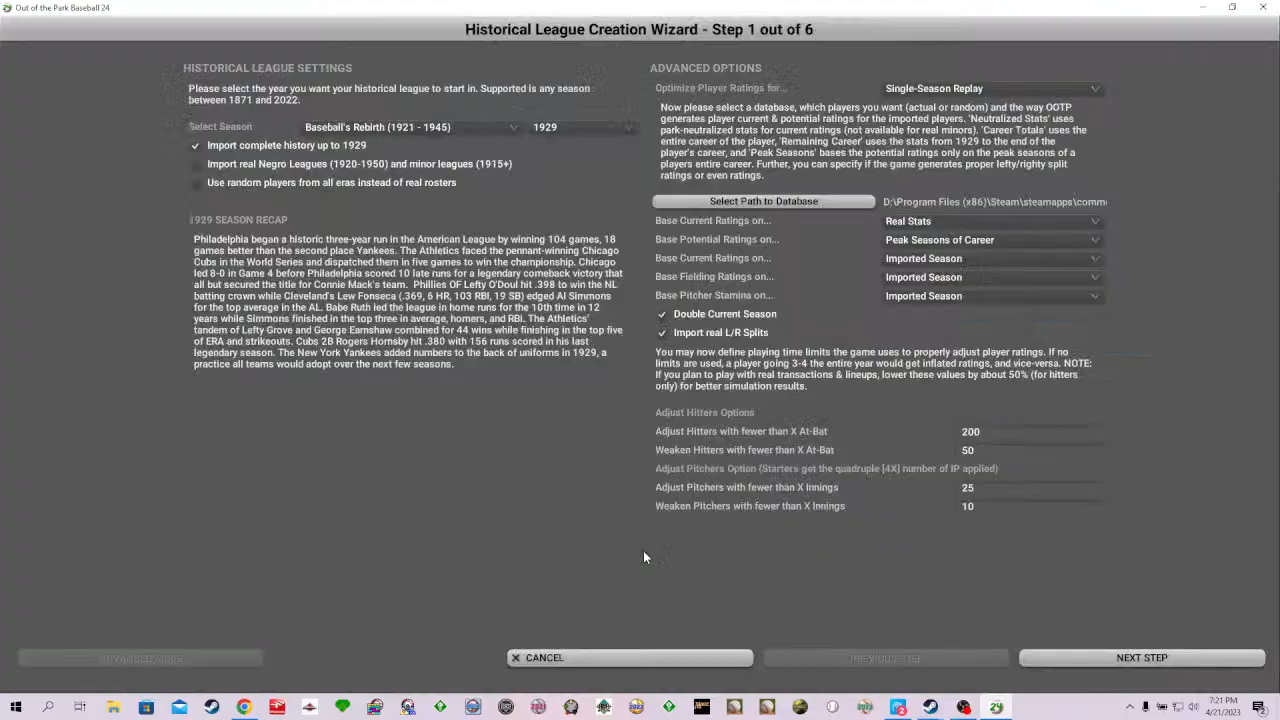 Out of the Park Baseball 24
Historical League Creation Wizard - Step 1 out of 6
HISTORICAL LEAGUE SETTINGS
Please select the year you want your historical league to start in. Supported is any season
between 1871 and 2022.
Select Season
Baseball's Rebirth (1921 - 1945)
1929
Import complete history up to 1929
Import real Negro Leagues (1920-1950) and minor leagues (1915+)
Use random players from all eras instead of real rosters
1929 SEASON RECAP
Philadelphia began a historic three-year run in the American League by winning 104 games, 18
games better than the second place Yankees. The Athletics faced the pennant-winning Chicago
Cubs in the World Series and dispatched them in five games to win the championship. Chicago
led 8-0 in Game 4 before Philadelphia scored 10 late runs for a legendary comeback victory that
all but secured the title for Connie Mack's team. Phillies OF Lefty O'Doul hit .398 to win the NL
batting crown while Cleveland's Lew Fonseca (.369, 6 HR, 103 RBI, 19 SB) edged Al Simmons
for the top average in the AL. Babe Ruth led the league in home runs for the 10th time in 12
years while Simmons finished in the top three in average, homers, and RBI. The Athletics'
tandem of Lefty Grove and George Earnshaw combined for 44 wins while finishing in the top five
of ERA and strikeouts. Cubs 2B Rogers Hornsby hit .380 with 156 runs scored in his last
legendary season. The New York Yankees added numbers to the back of uniforms in 1929, a
practice all teams would adopt over the next few seasons.
ADVANCED OPTIONS
Optimize Player Ratings for...
Single-Season Replay
Now please select a database, which players you want (actual or random) and the way OOTP
generates player current & potential ratings for the imported players. 'Neutralized Stats' uses
park-neutralized stats for current ratings (not available for real minors). 'Career Totals' uses the
entire career of the player, 'Remaining Career' uses the stats from 1929 to the end of the
player's career, and 'Peak Seasons' bases the potential ratings only on the peak seasons of a
players entire career. Further, you can specify if the game generates proper lefty/righty split
ratings or even ratings.
Select Path to Database
D:\Program Files (x86)\Steam\steamapps\comm
Base Current Ratings on...
Real Stats
Base Potential Ratings on...
Peak Seasons of Career
Base Current Ratings on...
Imported Season
Base Fielding Ratings on...
Imported Season
Base Pitcher Stamina on...
Imported Season
Double Current Season
Import real L/R Splits
You may now define playing time limits the game uses to properly adjust player ratings. If no
limits are used, a player going 3-4 the entire year would get inflated ratings, and vice-versa. NOTE:
If you plan to play with real transactions & lineups, lower these values by about 50% (for hitters
only) for better simulation results.
Adjust Hitters Options
Adjust Hitters with fewer than X At-Bat
200
Weaken Hitters with fewer than X At-Bat
50
Adjust Pitchers Option (Starters get the quadruple [4X] number of IP applied)
Adjust Pitchers with fewer than X Innings
25
Weaken Pitchers with fewer than X Innings
10
CANCEL
PREVIOUS STEP
NEXT STEP
7:21 PM
4/21/2023